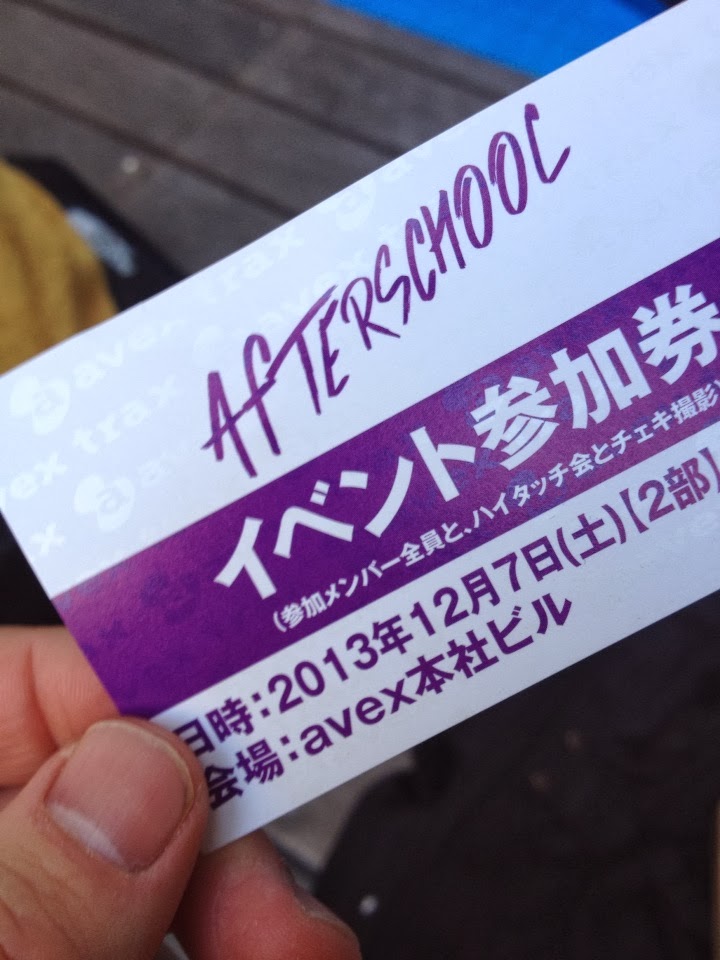 AFTERSCHOOL
イベント参加券
(参加メンバー全員と、ハイタッチ会とチェキ撮影)
日時：2013年12月7日(土)【2部】
会場：avex本社ビル
avex trax